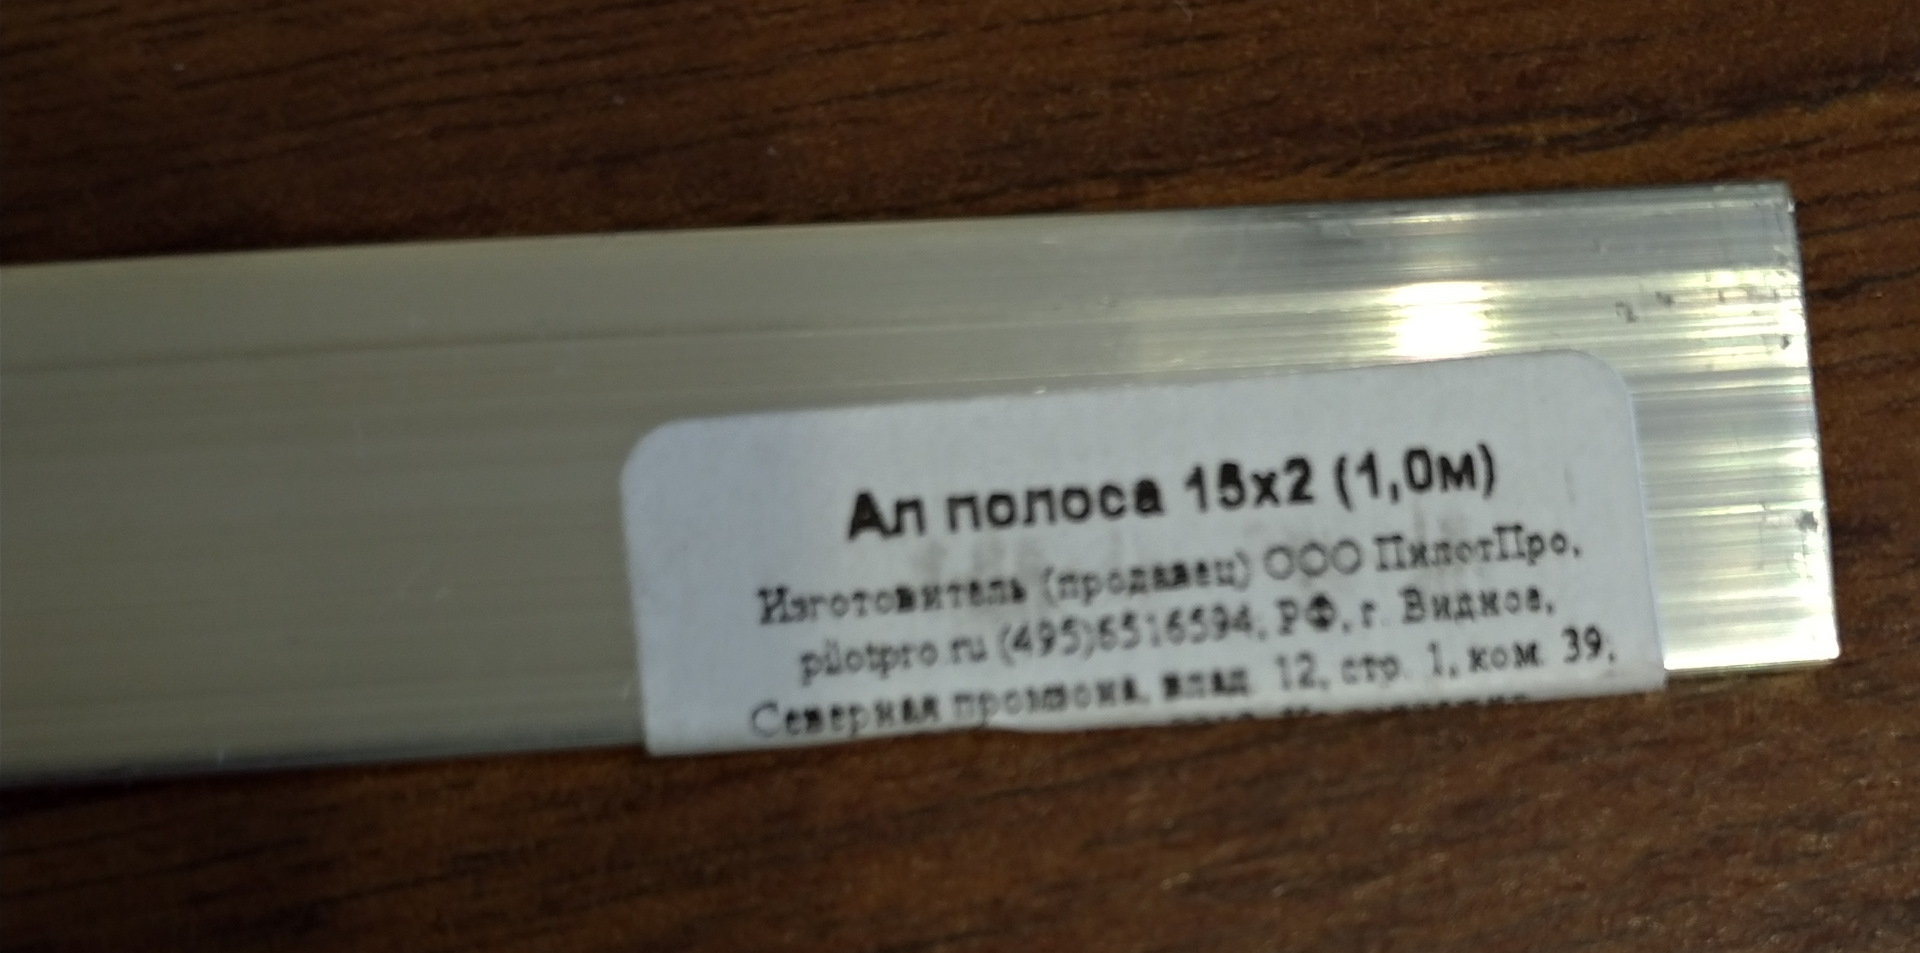 Ал полоса 15х2 (1,0м)
Изготовитель (продавец) ООО ПилотПро,
pilotpro.ru (495)6516594, РФ, г. Видное,
Северная промзона, влад. 12, стр. 1, ком. 39,